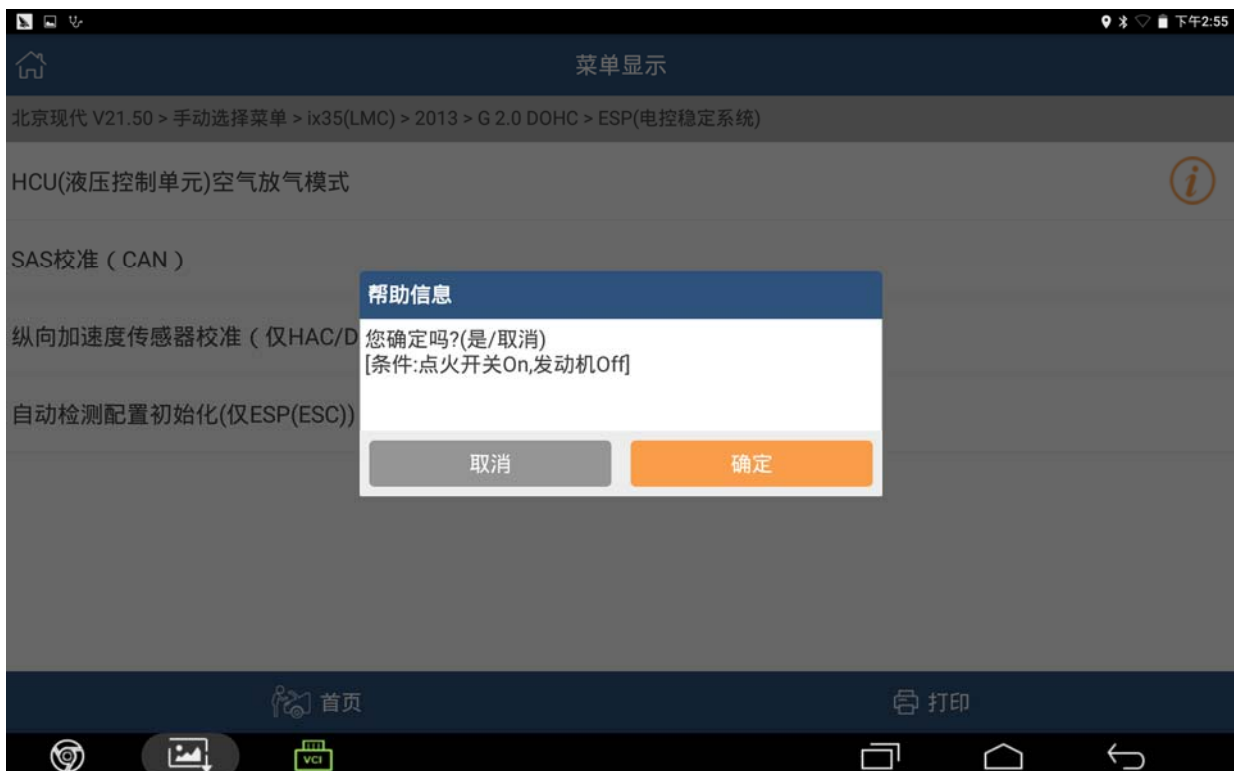 下午2:55
菜单显示
北京现代 V21.50 > 手动选择菜单 > ix35(LMC) > 2013 > G 2.0 DOHC > ESP(电控稳定系统)
HCU(液压控制单元)空气放气模式
i
SAS校准（CAN）
帮助信息
纵向加速度传感器校准（仅HAC/D
您确定吗?(是/取消)
[条件:点火开关On,发动机Off]
自动检测配置初始化(仅ESP(ESC))
取消
确定
首页
打印
VCI